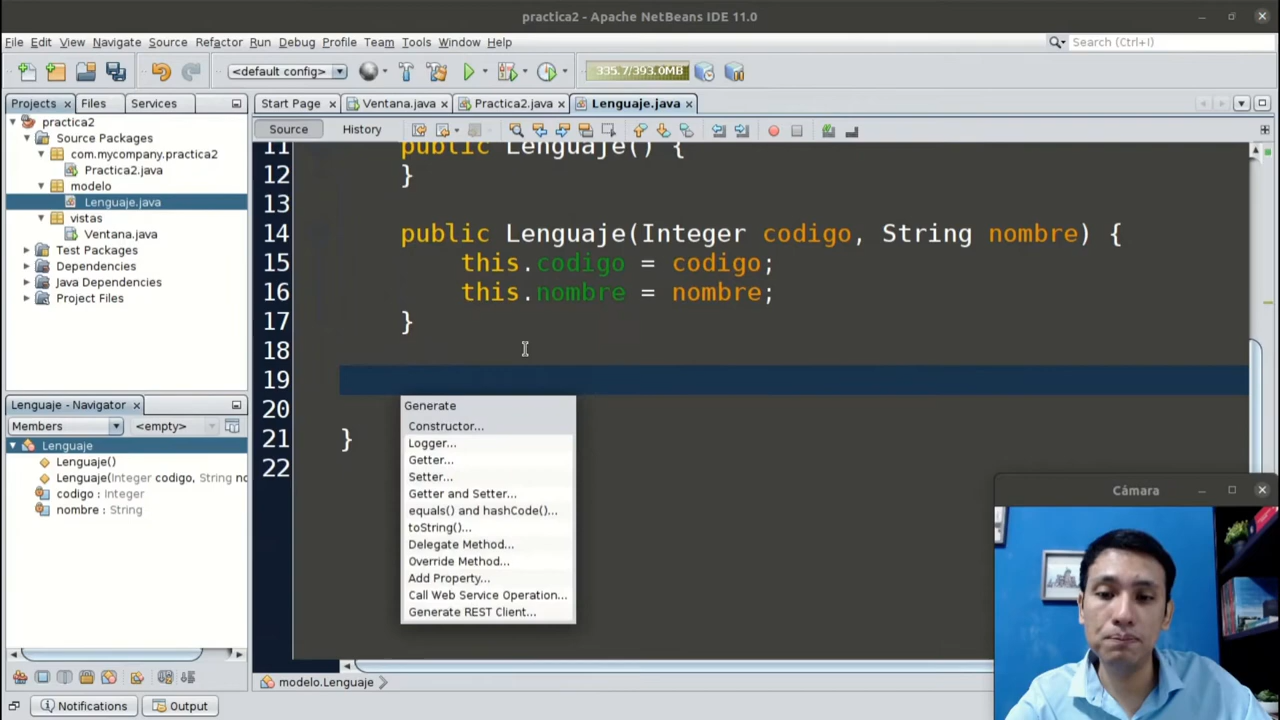 practica2 - Apache NetBeans IDE 11.0
File Edit View Navigate Source Refactor Run Debug Profile Team Tools Window Help
Search (Ctrl+I)
<default config>
335.7/393.0MB
Projects Files Services
Start Page Ventana.java Practica2.java Lenguaje.java
practica2
Source Packages
com.mycompany.practica2
Practica2.java
modelo
Lenguaje.java
vistas
Ventana.java
Test Packages
Dependencies
Java Dependencies
Project Files
Source History
11 public Lenguaje() {
12 }
13
14 public Lenguaje(Integer codigo, String nombre) {
15 this.codigo = codigo;
16 this.nombre = nombre;
17 }
18
19
20
21 }
22
Generate
Constructor...
Logger...
Getter...
Setter...
Getter and Setter...
equals() and hashCode()...
toString()...
Delegate Method...
Override Method...
Add Property...
Call Web Service Operation...
Generate REST Client...
Lenguaje - Navigator
Members <empty>
Lenguaje
Lenguaje()
Lenguaje(Integer codigo, String no
codigo : Integer
nombre : String
modelo.Lenguaje
Notifications Output
Cámara